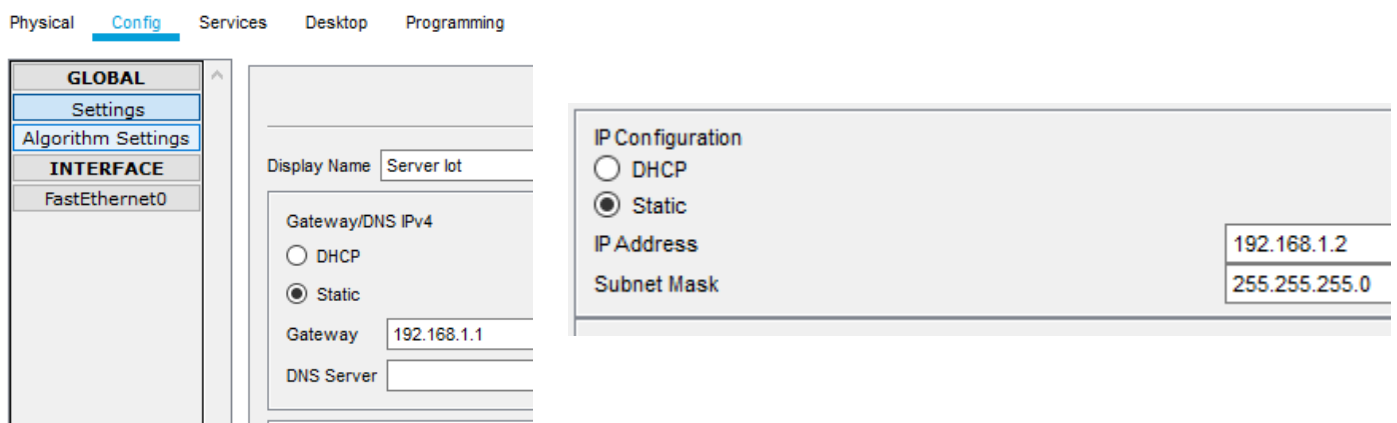 Physical Config Services Desktop Programming
GLOBAL
Settings
Algorithm Settings
INTERFACE
FastEthernet0
Display Name Server Iot
Gateway/DNS IPv4
DHCP
Static
Gateway 192.168.1.1
DNS Server
IP Configuration
DHCP
Static
IP Address 192.168.1.2
Subnet Mask 255.255.255.0